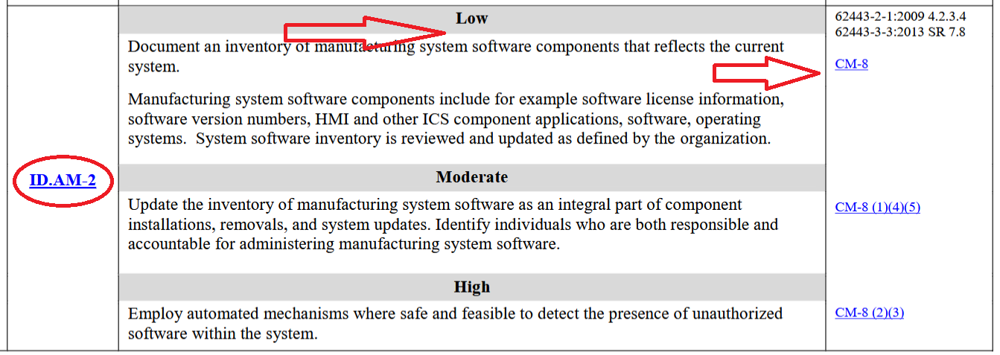 Low
62443-2-1:2009 4.2.3.4
62443-3-3:2013 SR 7.8
Document an inventory of manufacturing system software components that reflects the current
system.
CM-8
Manufacturing system software components include for example software license information,
software version numbers, HMI and other ICS component applications, software, operating
systems.  System software inventory is reviewed and updated as defined by the organization.
ID.AM-2
Moderate
Update the inventory of manufacturing system software as an integral part of component
installations, removals, and system updates. Identify individuals who are both responsible and
accountable for administering manufacturing system software.
CM-8 (1)(4)(5)
High
Employ automated mechanisms where safe and feasible to detect the presence of unauthorized
software within the system.
CM-8 (2)(3)